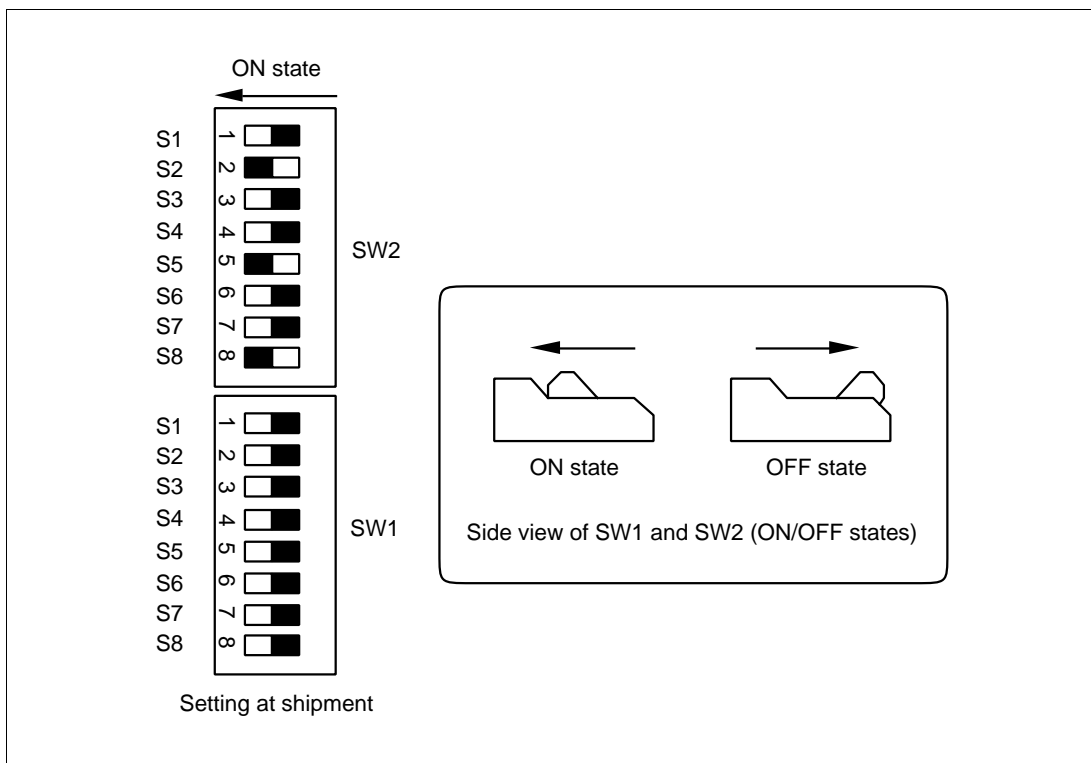 ON state
S1 1
S2 2
S3 3
S4 4
S5 5
S6 6
S7 7
S8 8
SW2
S1 1
S2 2
S3 3
S4 4
S5 5
S6 6
S7 7
S8 8
SW1
Setting at shipment
ON state
OFF state
Side view of SW1 and SW2 (ON/OFF states)